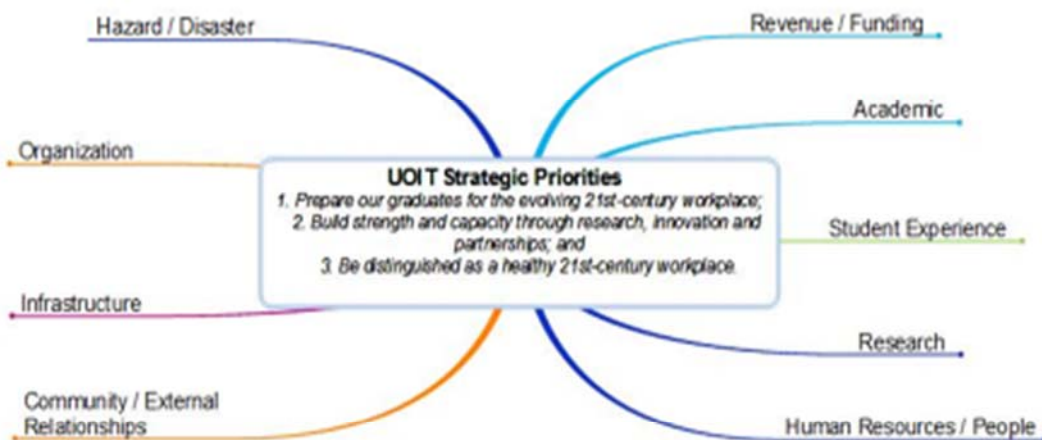 Hazard / Disaster
Revenue / Funding
Academic
Organization
UOIT Strategic Priorities
1. Prepare our graduates for the evolving 21st-century workplace;
2. Build strength and capacity through research, innovation and
partnerships; and
3. Be distinguished as a healthy 21st-century workplace.
Student Experience
Infrastructure
Research
Community / External
Relationships
Human Resources / People